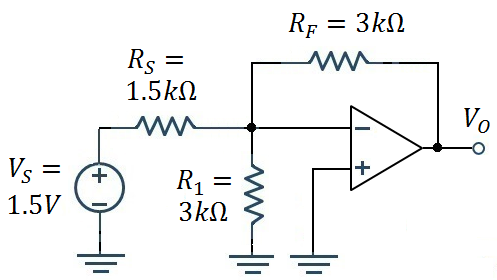 R_F = 3kΩ
R_S =
1.5kΩ
V_O
V_S =
1.5V
R_1 =
3kΩ